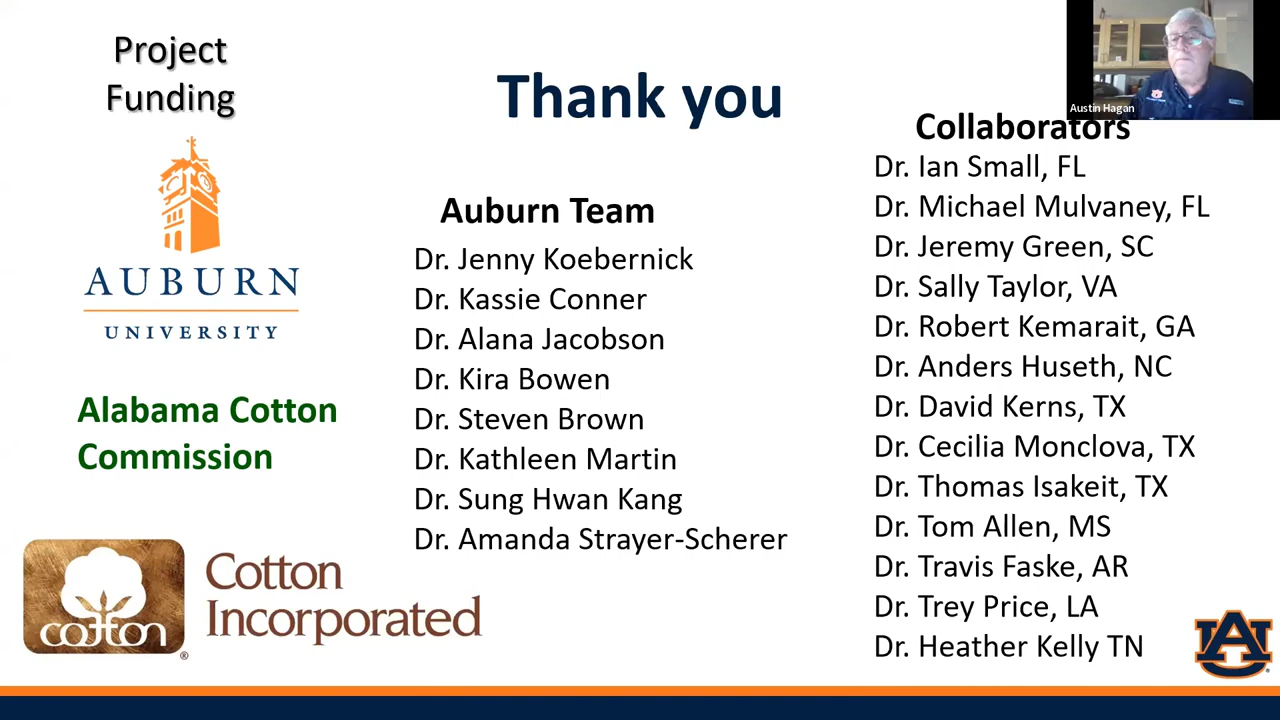 Project
Funding
AUBURN
UNIVERSITY
Alabama Cotton
Commission
cotton
®
Cotton
Incorporated
Thank you
Auburn Team
Dr. Jenny Koebernick
Dr. Kassie Conner
Dr. Alana Jacobson
Dr. Kira Bowen
Dr. Steven Brown
Dr. Kathleen Martin
Dr. Sung Hwan Kang
Dr. Amanda Strayer-Scherer
Austin Hagan
Collaborators
Dr. Ian Small, FL
Dr. Michael Mulvaney, FL
Dr. Jeremy Green, SC
Dr. Sally Taylor, VA
Dr. Robert Kemarait, GA
Dr. Anders Huseth, NC
Dr. David Kerns, TX
Dr. Cecilia Monclova, TX
Dr. Thomas Isakeit, TX
Dr. Tom Allen, MS
Dr. Travis Faske, AR
Dr. Trey Price, LA
Dr. Heather Kelly TN
AU